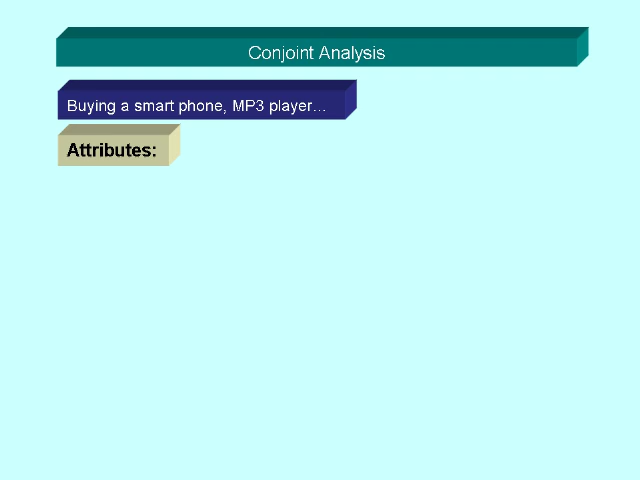 Conjoint Analysis
Buying a smart phone, MP3 player...
Attributes: